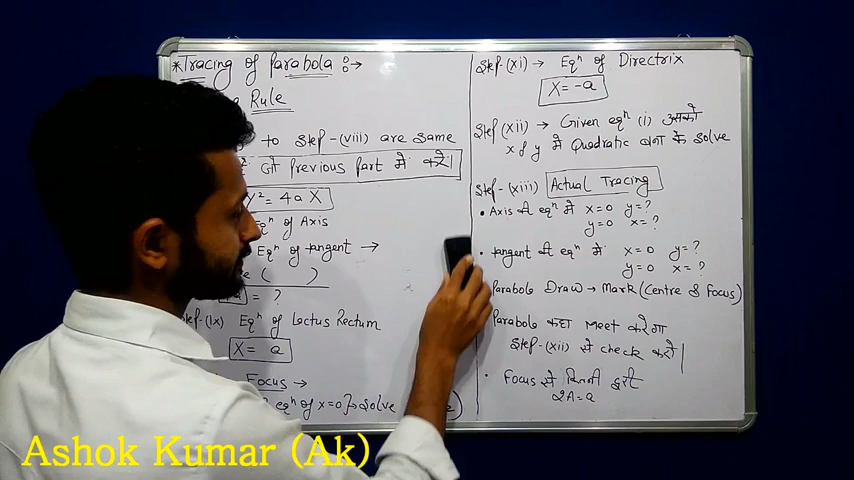 *Tracing of Parabola :→
Rule
to step-(viii) are same
जो previous part में करे।
Y² = 4a X
Eqⁿ of Axis
Eqⁿ of tangent →
( )
= ?
Step-(ix) Eqⁿ of Lactus Rectum
X = a
Focus →
eqⁿ of x=0}→solve
Step-(xi) → Eqⁿ of Directrix
X = -a
Step(xii) → Given eqⁿ (i) उसको
x of y में Quadratic बना के solve
Step-(xiii) Actual Tracing
• Axis की eqⁿ में x=0 y=?
y=0 x=?
• tangent की eqⁿ में x=0 y=?
y=0 x=?
Parabola Draw → Mark (Centre & Focus)
Parabola कहा Meet करेगा
Step-(xii) से check करो |
• Focus से कितनी दूरी
2A=a
Ashok Kumar (Ak)